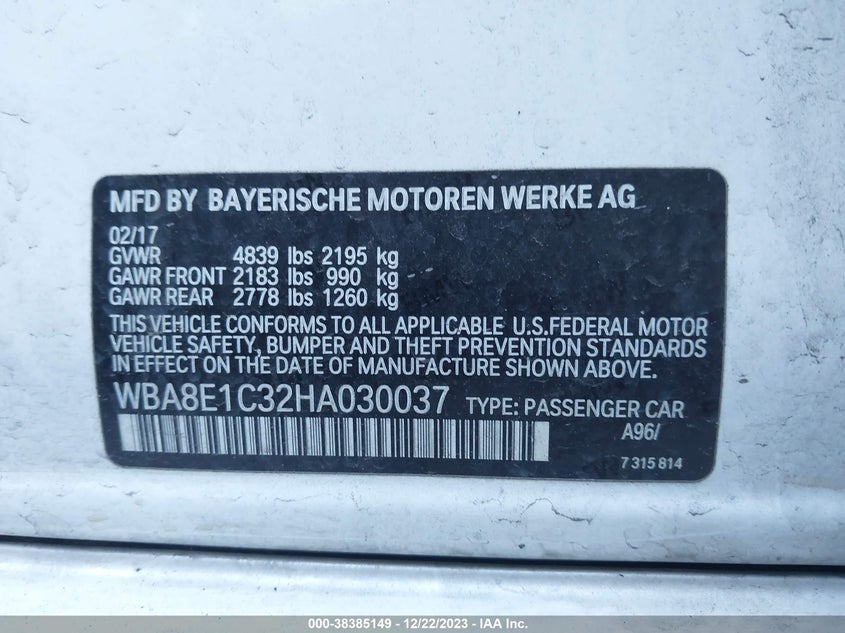 MFD BY BAYERISCHE MOTOREN WERKE AG
02/17
GVWR 4839 lbs 2195 kg
GAWR FRONT 2183 lbs 990 kg
GAWR REAR 2778 lbs 1260 kg
THIS VEHICLE CONFORMS TO ALL APPLICABLE U.S.FEDERAL MOTOR
VEHICLE SAFETY, BUMPER AND THEFT PREVENTION STANDARDS
IN EFFECT ON THE DATE OF MANUFACTURE SHOWN ABOVE.
WBA8E1C32HA030037 TYPE: PASSENGER CAR
A96/
7 315 814
000-38385149 - 12/22/2023 - IAA Inc.